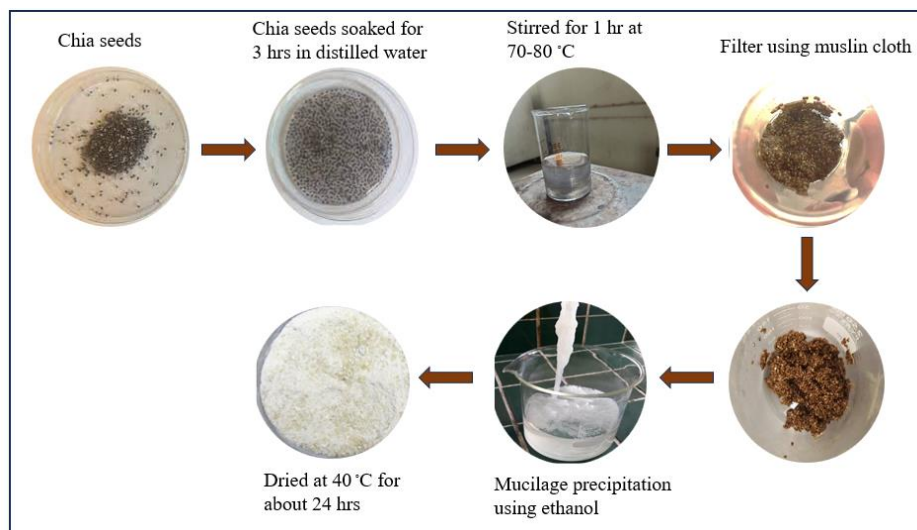 Chia seeds
Chia seeds soaked for
3 hrs in distilled water
Stirred for 1 hr at
70-80 ˚C
Filter using muslin cloth
Dried at 40 ˚C for
about 24 hrs
Mucilage precipitation
using ethanol